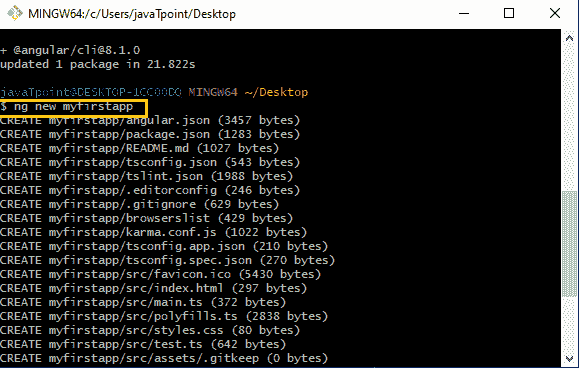 MINGW64:/c/Users/javaTpoint/Desktop
+ @angular/cli@8.1.0
updated 1 package in 21.822s
javaTpoint@DESKTOP-1CC00DO MINGW64 ~/Desktop
$ ng new myfirstapp
CREATE myfirstapp/angular.json (3457 bytes)
CREATE myfirstapp/package.json (1283 bytes)
CREATE myfirstapp/README.md (1027 bytes)
CREATE myfirstapp/tsconfig.json (543 bytes)
CREATE myfirstapp/tslint.json (1988 bytes)
CREATE myfirstapp/.editorconfig (246 bytes)
CREATE myfirstapp/.gitignore (629 bytes)
CREATE myfirstapp/browserslist (429 bytes)
CREATE myfirstapp/karma.conf.js (1022 bytes)
CREATE myfirstapp/tsconfig.app.json (210 bytes)
CREATE myfirstapp/tsconfig.spec.json (270 bytes)
CREATE myfirstapp/src/favicon.ico (5430 bytes)
CREATE myfirstapp/src/index.html (297 bytes)
CREATE myfirstapp/src/main.ts (372 bytes)
CREATE myfirstapp/src/polyfills.ts (2838 bytes)
CREATE myfirstapp/src/styles.css (80 bytes)
CREATE myfirstapp/src/test.ts (642 bytes)
CREATE myfirstapp/src/assets/.gitkeep (0 bytes)